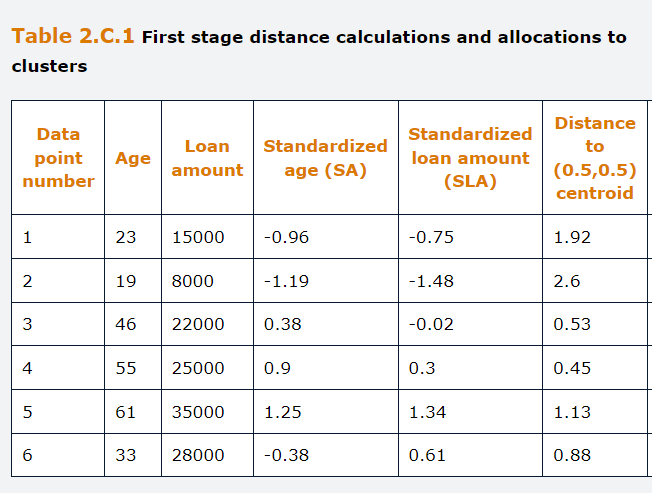 Table 2.C.1 First stage distance calculations and allocations to
clusters
Data point number | Age | Loan amount | Standardized age (SA) | Standardized loan amount (SLA) | Distance to (0.5,0.5) centroid
1 | 23 | 15000 | -0.96 | -0.75 | 1.92
2 | 19 | 8000 | -1.19 | -1.48 | 2.6
3 | 46 | 22000 | 0.38 | -0.02 | 0.53
4 | 55 | 25000 | 0.9 | 0.3 | 0.45
5 | 61 | 35000 | 1.25 | 1.34 | 1.13
6 | 33 | 28000 | -0.38 | 0.61 | 0.88